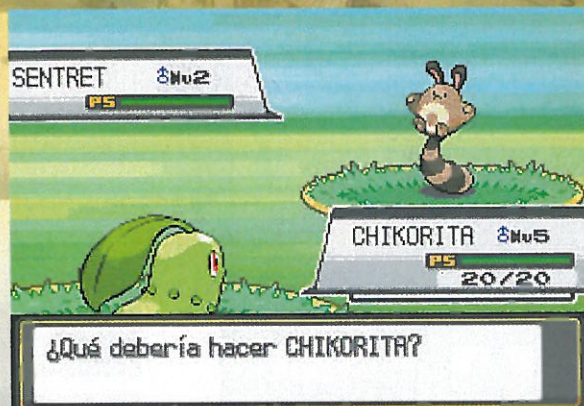 SENTRET ♂Nv2
PS
CHIKORITA ♂Nv5
PS
20/20
¿Qué debería hacer CHIKORITA?